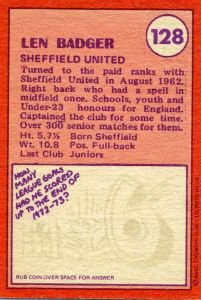 128
LEN BADGER
SHEFFIELD UNITED
Turned to the paid ranks with
Sheffield United in August 1962.
Right back who had a spell in
midfield once. Schools, youth and
Under-23 honours for England.
Captained the club for some time.
Over 300 senior matches for them.
Ht. 5.7½ Born Sheffield
Wt. 10.8 Pos. Full-back
Last Club Juniors
HOW
MANY
LEAGUE GOALS
HAD HE SCORED
UP TO THE END OF
1972-73?
RUB COIN OVER SPACE FOR ANSWER